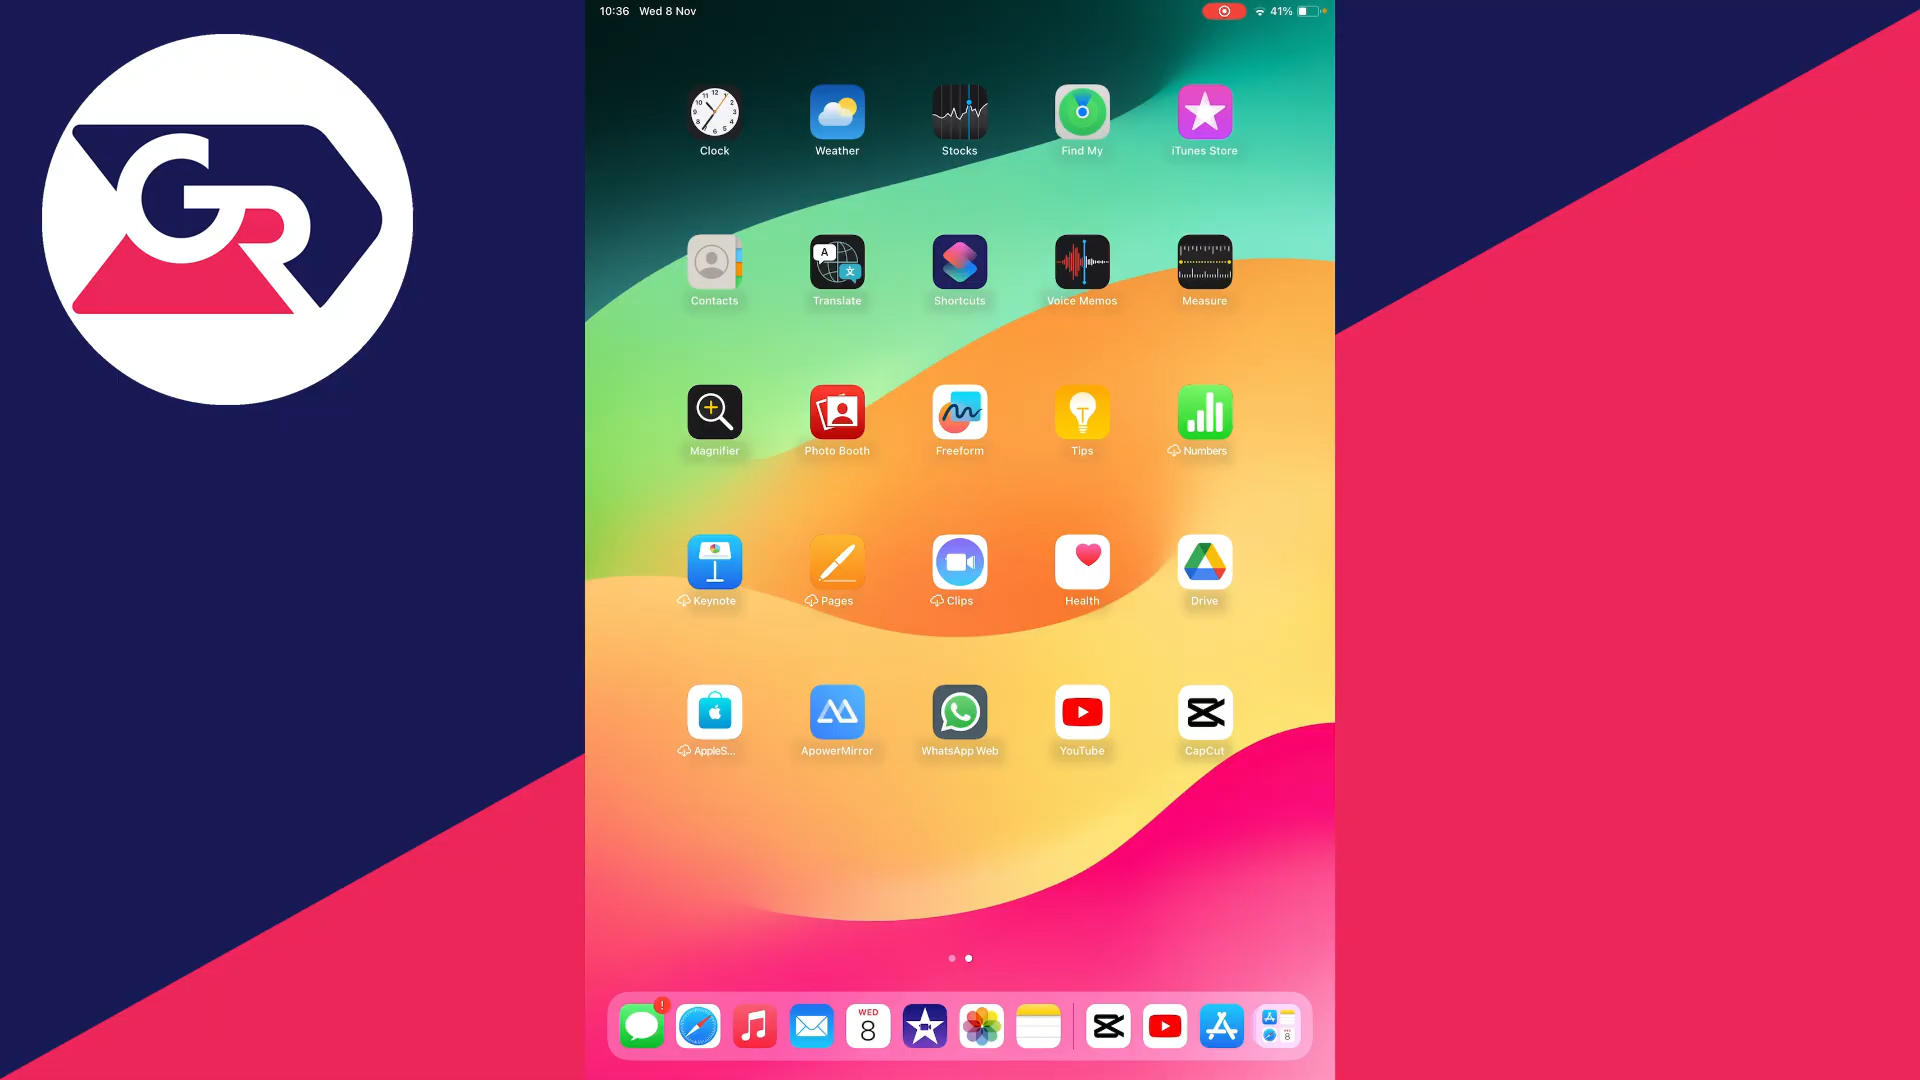 10:36 Wed 8 Nov
41%
GR
Clock Weather Stocks Find My iTunes Store
Contacts Translate Shortcuts Voice Memos Measure
Magnifier Photo Booth Freeform Tips Numbers
Keynote Pages Clips Health Drive
AppleS... ApowerMirror WhatsApp Web YouTube CapCut
WED
8